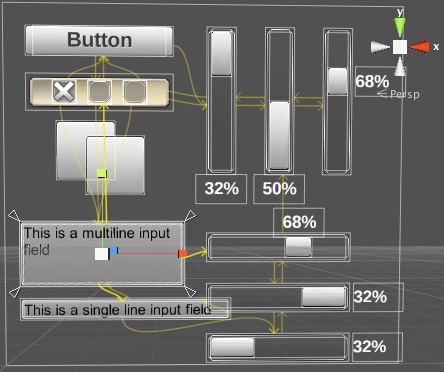 y
Button
x
68%
Persp
32%
50%
68%
This is a multiline input
field
32%
This is a single line input field
32%